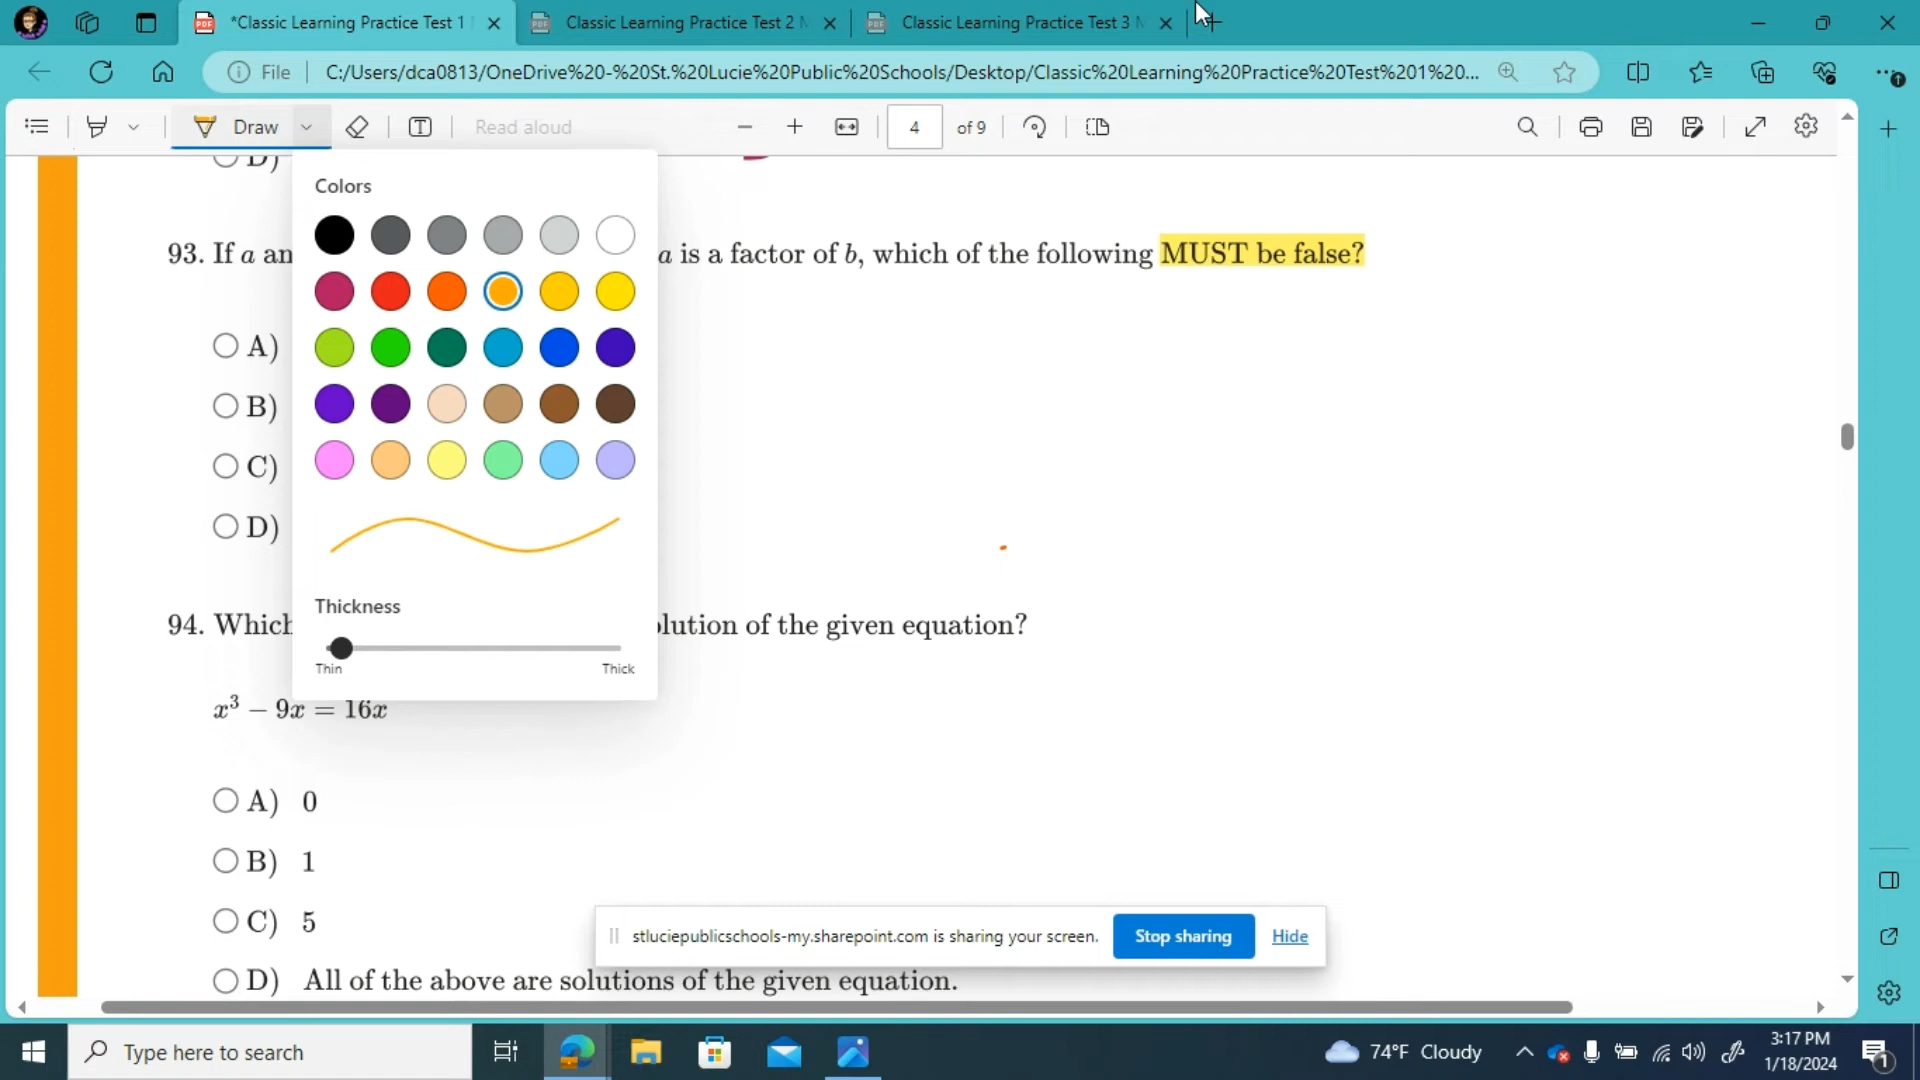 *Classic Learning Practice Test 1
Classic Learning Practice Test 2
Classic Learning Practice Test 3
File
C:/Users/dca0813/OneDrive%20-%20St.%20Lucie%20Public%20Schools/Desktop/Classic%20Learning%20Practice%20Test%201%20...
Draw
Read aloud
4 of 9
D)
Colors
93. If a an
a is a factor of b, which of the following MUST be false?
A)
B)
C)
D)
Thickness
Thin
Thick
94. Which
lution of the given equation?
x³ − 9x = 16x
A) 0
B) 1
C) 5
D) All of the above are solutions of the given equation.
stluciepublicschools-my.sharepoint.com is sharing your screen.
Stop sharing
Hide
Type here to search
74°F Cloudy
3:17 PM
1/18/2024
1